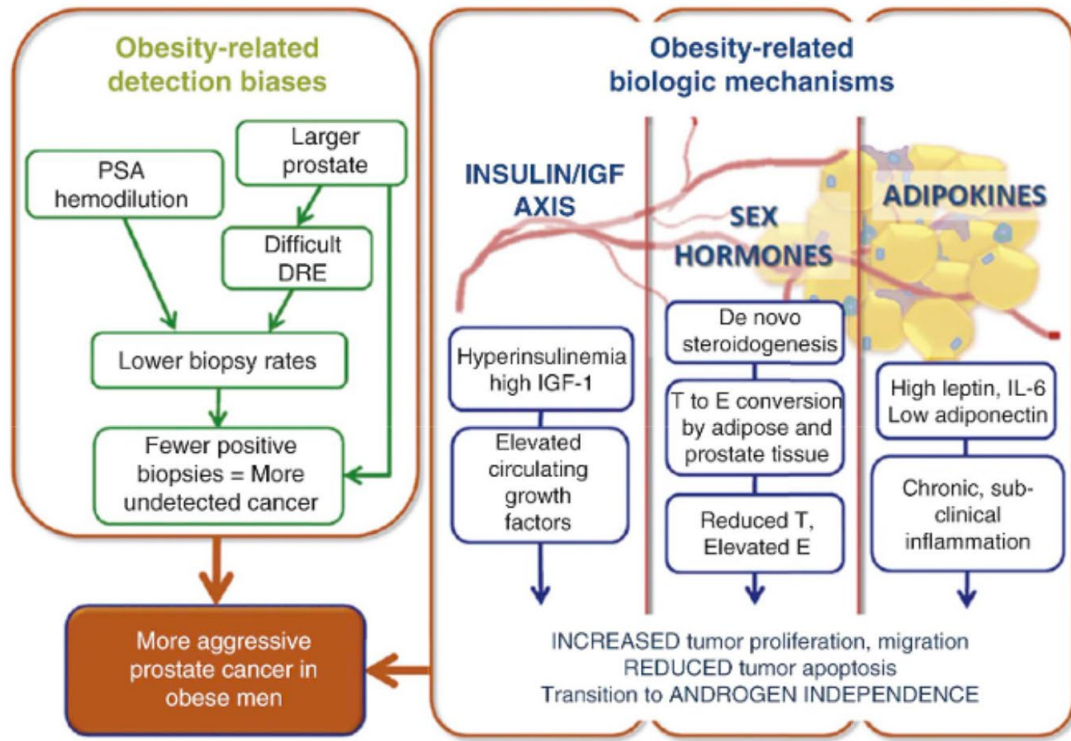 Obesity-related
detection biases
PSA
hemodilution
Larger
prostate
Difficult
DRE
Lower biopsy rates
Fewer positive
biopsies = More
undetected cancer
More aggressive
prostate cancer in
obese men
Obesity-related
biologic mechanisms
INSULIN/IGF
AXIS
Hyperinsulinemia
high IGF-1
Elevated
circulating
growth
factors
SEX
HORMONES
De novo
steroidogenesis
T to E conversion
by adipose and
prostate tissue
Reduced T,
Elevated E
ADIPOKINES
High leptin, IL-6
Low adiponectin
Chronic, sub-
clinical
inflammation
INCREASED tumor proliferation, migration
REDUCED tumor apoptosis
Transition to ANDROGEN INDEPENDENCE